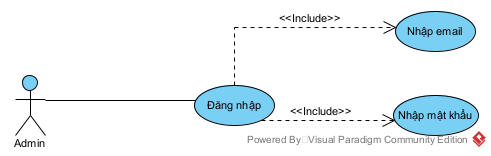 <<Include>>
Nhập email
Đăng nhập
<<Include>>
Nhập mật khẩu
Admin
Powered By Visual Paradigm Community Edition